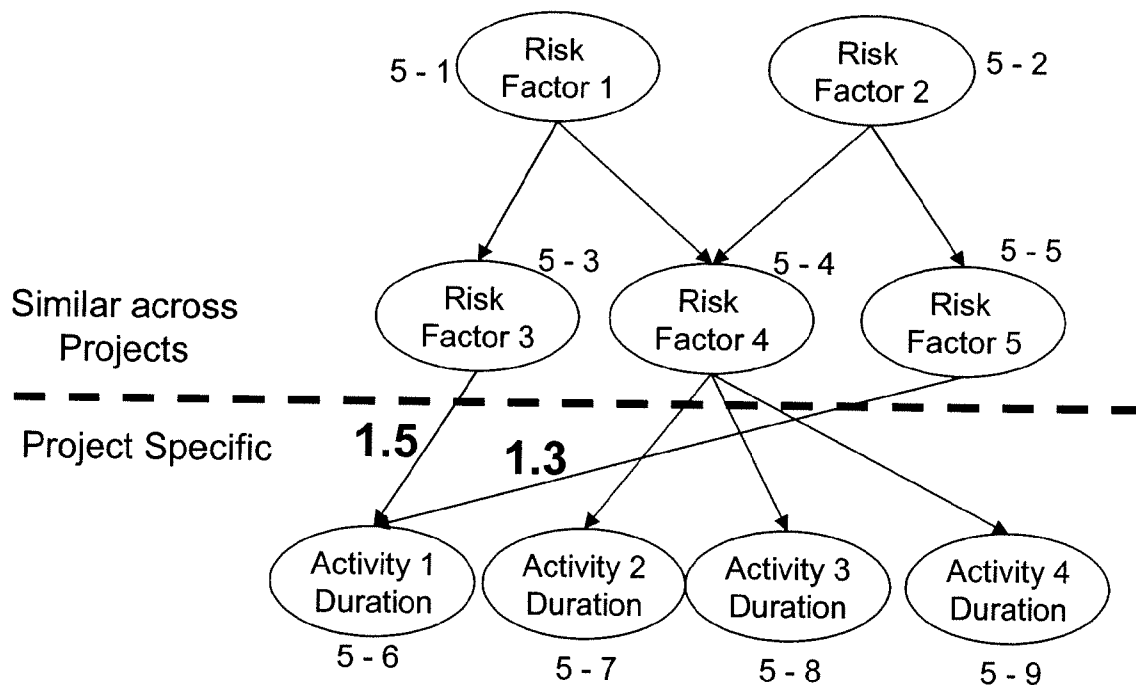 5 - 1
Risk
Factor 1
Risk
Factor 2
5 - 2
5 - 3
5 - 4
5 - 5
Similar across
Projects
Risk
Factor 3
Risk
Factor 4
Risk
Factor 5
Project Specific
1.5
1.3
Activity 1
Duration
Activity 2
Duration
Activity 3
Duration
Activity 4
Duration
5 - 6
5 - 7
5 - 8
5 - 9